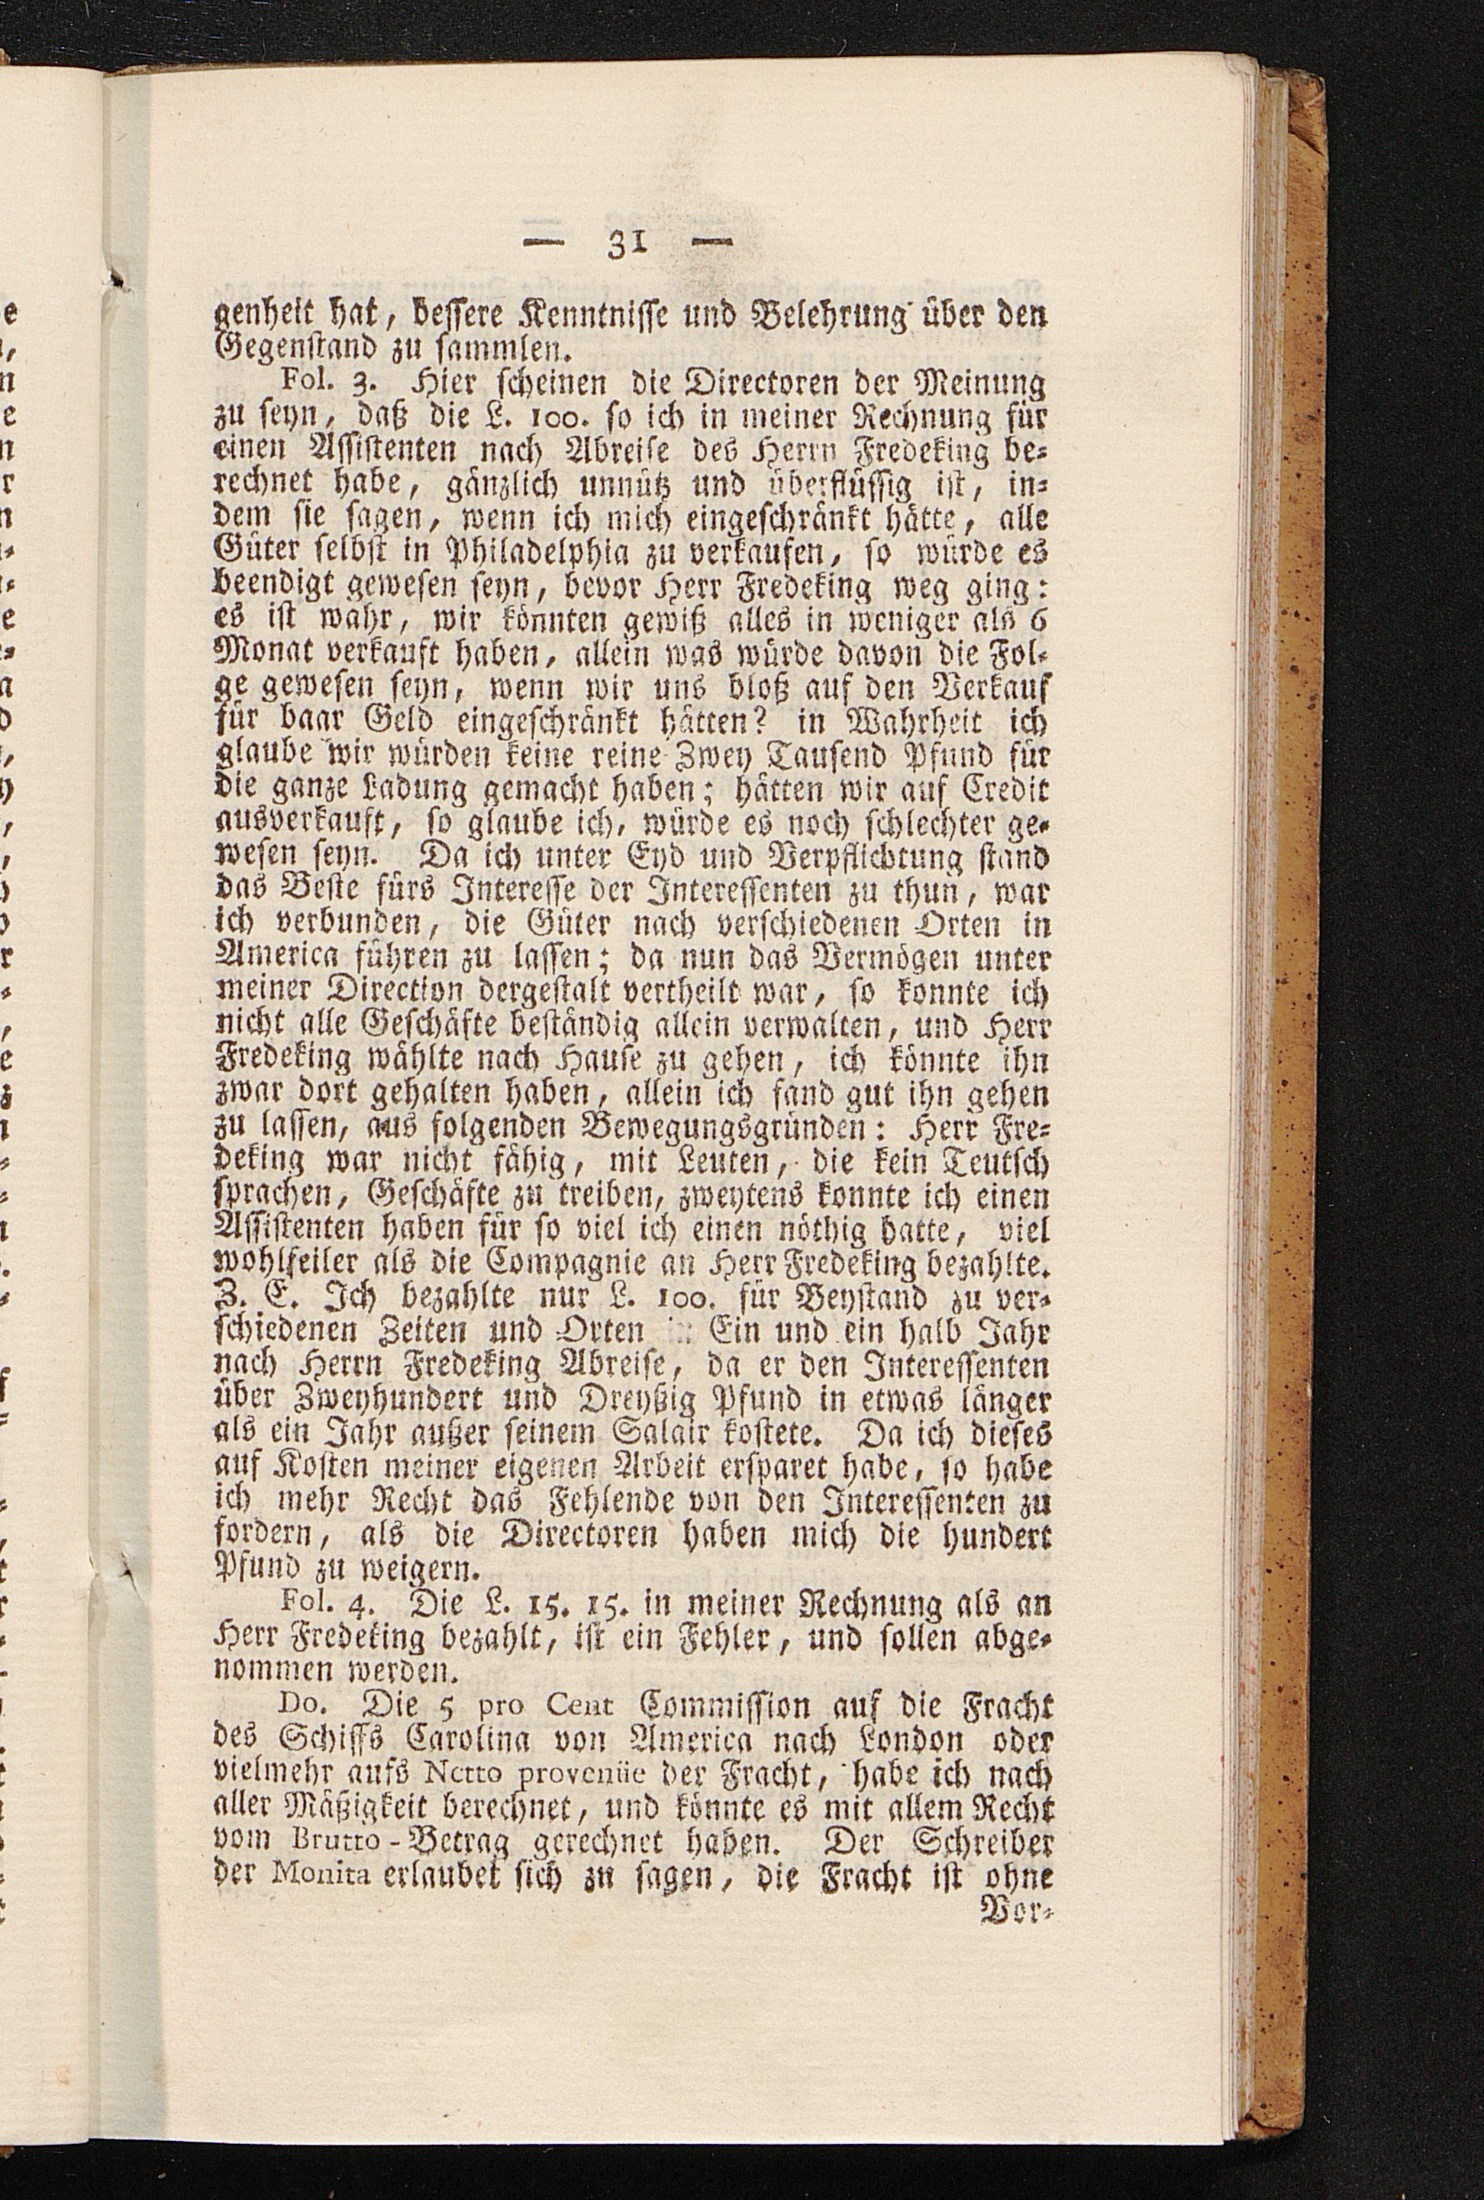 — 31 —
genheit hat, bessere Kenntnisse und Belehrung über den
Gegenstand zu sammlen.
Fol. 3. Hier scheinen die Directoren der Meinung
zu seyn, daß die L. 100. so ich in meiner Rechnung für
einen Assistenten nach Abreise des Herrn Fredeking be-
rechnet habe, gänzlich unnütz und überflüssig ist, in-
dem sie sagen, wenn ich mich eingeschränkt hätte, alle
Güter selbst in Philadelphia zu verkaufen, so würde es
beendigt gewesen seyn, bevor Herr Fredeking weg ging:
es ist wahr, wir könnten gewiß alles in weniger als 6
Monat verkauft haben, allein was würde davon die Fol-
ge gewesen seyn, wenn wir uns bloß auf den Verkauf
für baar Geld eingeschränkt hätten? in Wahrheit ich
glaube wir würden keine reine Zwey Tausend Pfund für
die ganze Ladung gemacht haben; hätten wir auf Credit
ausverkauft, so glaube ich, würde es noch schlechter ge-
wesen seyn. Da ich unter Eyd und Verpflichtung stand
das Beste fürs Interesse der Interessenten zu thun, war
ich verbunden, die Güter nach verschiedenen Orten in
America führen zu lassen; da nun das Vermögen unter
meiner Direction dergestalt vertheilt war, so konnte ich
nicht alle Geschäfte beständig allein verwalten, und Herr
Fredeking wählte nach Hause zu gehen, ich könnte ihn
zwar dort gehalten haben, allein ich fand gut ihn gehen
zu lassen, aus folgenden Bewegungsgründen: Herr Fre-
deking war nicht fähig, mit Leuten, die kein Teutsch
sprachen, Geschäfte zu treiben, zweytens konnte ich einen
Assistenten haben für so viel ich einen nöthig hatte, viel
wohlfeiler als die Compagnie an Herr Fredeking bezahlte.
Z. E. Ich bezahlte nur L. 100. für Beystand zu ver-
schiedenen Zeiten und Orten Ein und ein halb Jahr
nach Herrn Fredeking Abreise, da er den Interessenten
über Zweyhundert und Dreyßig Pfund in etwas länger
als ein Jahr außer seinem Salair kostete. Da ich dieses
auf Kosten meiner eigenen Arbeit ersparet habe, so habe
ich mehr Recht das Fehlende von den Interessenten zu
fordern, als die Directoren haben mich die hundert
Pfund zu weigern.
Fol. 4. Die L. 15. 15. in meiner Rechnung als an
Herr Fredeking bezahlt, ist ein Fehler, und sollen abge-
nommen werden.
Do. Die 5 pro Cent Commission auf die Fracht
des Schiffs Carolina von America nach London oder
vielmehr aufs Netto provenüe der Fracht, habe ich nach
aller Mäßigkeit berechnet, und könnte es mit allem Recht
vom Brutto-Betrag gerechnet haben. Der Schreiber
der Monita erlaubet sich zu sagen, die Fracht ist ohne
Vor-